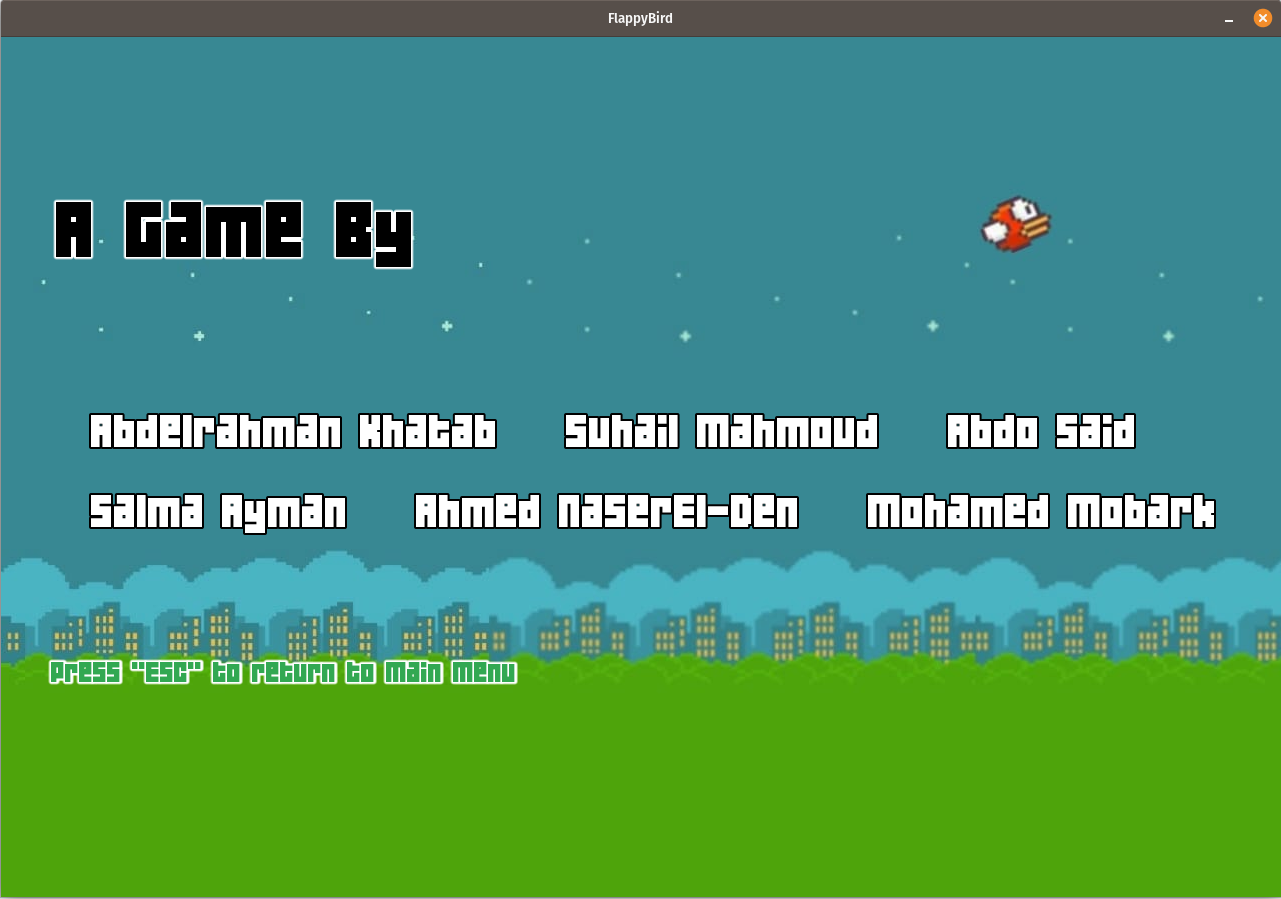 FlappyBird
A Game By
Abdelrahman Khatab Suhail Mahmoud Abdo Said
Salma Ayman Ahmed NaserEl-Den Mohamed Mobark
Press "ESC" to return to main menu